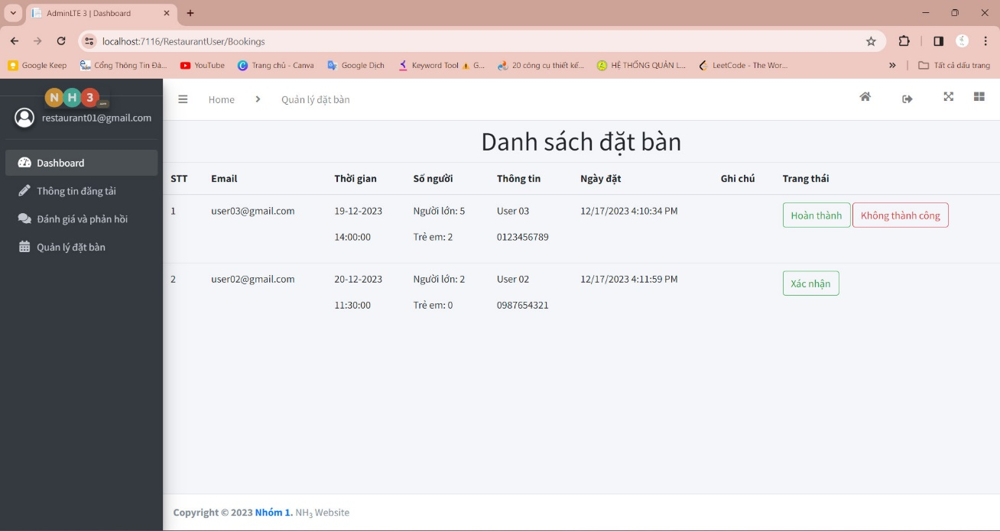 AdminLTE 3 | Dashboard
localhost:7116/RestaurantUser/Bookings
Google Keep Cổng Thông Tin Đà... YouTube Trang chủ - Canva Google Dịch Keyword Tool G... 20 công cụ thiết kế... HỆ THỐNG QUẢN L... LeetCode - The Wor... Tất cả dấu trang
NH3
restaurant01@gmail.com
Dashboard
Thông tin đăng tải
Đánh giá và phản hồi
Quản lý đặt bàn
Home Quản lý đặt bàn
Danh sách đặt bàn
STT Email Thời gian Số người Thông tin Ngày đặt Ghi chú Trang thái
1 user03@gmail.com 19-12-2023 Người lớn: 5 User 03 12/17/2023 4:10:34 PM Hoàn thành Không thành công
14:00:00 Trẻ em: 2 0123456789
2 user02@gmail.com 20-12-2023 Người lớn: 2 User 02 12/17/2023 4:11:59 PM Xác nhận
11:30:00 Trẻ em: 0 0987654321
Copyright © 2023 Nhóm 1. NH3 Website